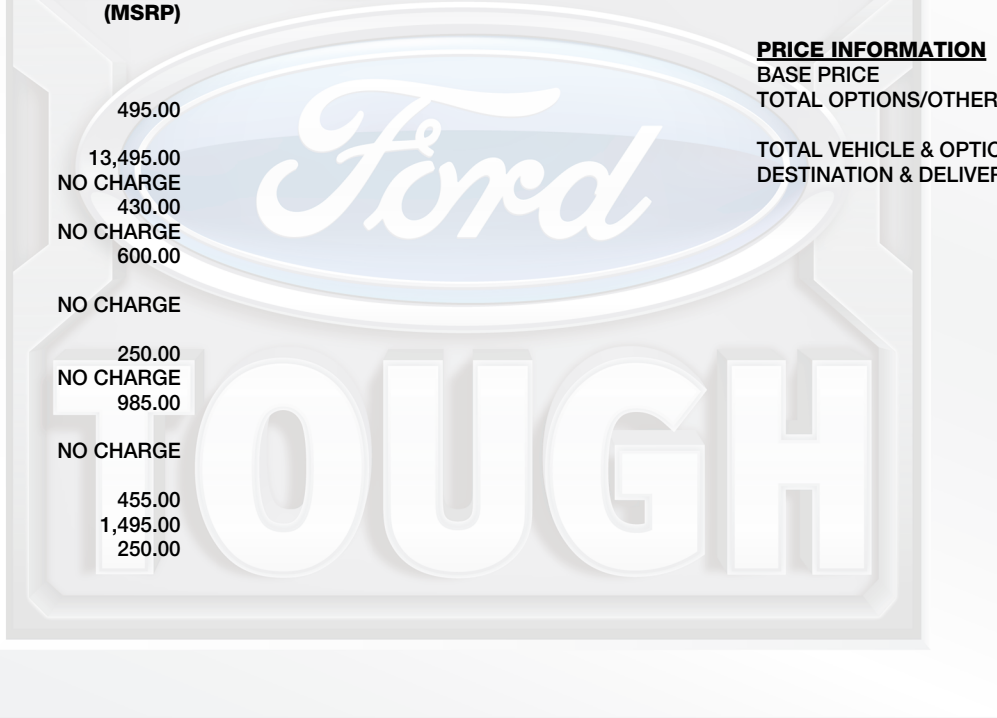 (MSRP)
495.00
13,495.00
NO CHARGE
430.00
NO CHARGE
600.00
NO CHARGE
250.00
NO CHARGE
985.00
NO CHARGE
455.00
1,495.00
250.00
PRICE INFORMATION
BASE PRICE
TOTAL OPTIONS/OTHER
TOTAL VEHICLE & OPTIO
DESTINATION & DELIVER
Ford
TOUGH